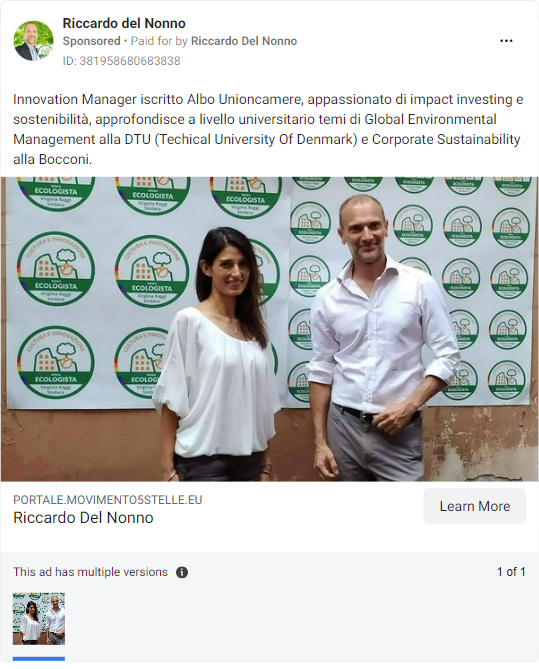 Riccardo del Nonno
Sponsored • Paid for by Riccardo Del Nonno
ID: 381958680683838
Innovation Manager iscritto Albo Unioncamere, appassionato di impact investing e
sostenibilità, approfondisce a livello universitario temi di Global Environmental
Management alla DTU (Techical University Of Denmark) e Corporate Sustainability
alla Bocconi.
CULTURA E INNOVAZIONE
ROMA
ECOLOGISTA
Virginia Raggi
Sindaca
PORTALE.MOVIMENTO5STELLE.EU
Riccardo Del Nonno
Learn More
This ad has multiple versions
1 of 1